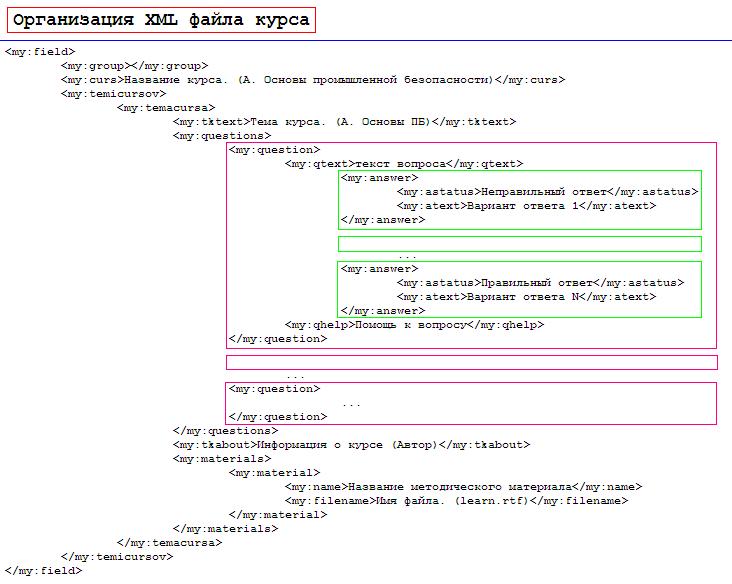 Организация XML файла курса
<my:field>
<my:group></my:group>
<my:curs>Название курса. (А. Основы промышленной безопасности)</my:curs>
<my:temicursov>
<my:temacursa>
<my:tktext>Тема курса. (А. Основы ПБ)</my:tktext>
<my:questions>
<my:question>
<my:qtext>текст вопроса</my:qtext>
<my:answer>
<my:astatus>Неправильный ответ</my:astatus>
<my:atext>Вариант ответа 1</my:atext>
</my:answer>
...
<my:answer>
<my:astatus>Правильный ответ</my:astatus>
<my:atext>Вариант ответа N</my:atext>
</my:answer>
<my:qhelp>Помощь к вопросу</my:qhelp>
</my:question>
...
<my:question>
...
</my:question>
</my:questions>
<my:tkabout>Информация о курсе (Автор)</my:tkabout>
<my:materials>
<my:material>
<my:name>Название методического материала</my:name>
<my:filename>Имя файла. (learn.rtf)</my:filename>
</my:material>
</my:materials>
</my:temacursa>
</my:temicursov>
</my:field>